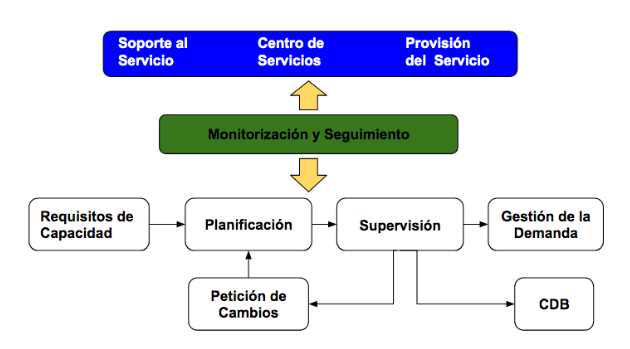 Soporte al
Servicio
Centro de
Servicios
Provisión
del Servicio
Monitorización y Seguimiento
Requisitos de
Capacidad
Planificación
Supervisión
Gestión de la
Demanda
Petición de
Cambios
CDB